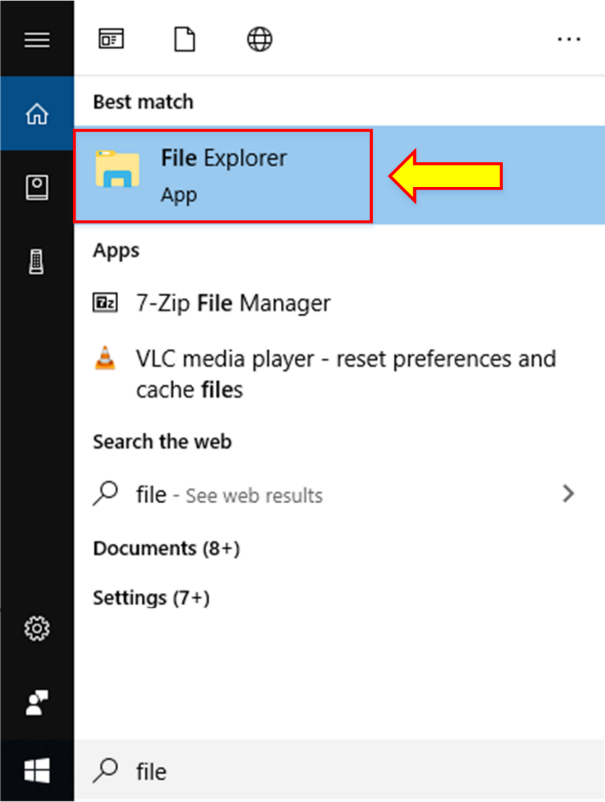 Best match
File Explorer
App
Apps
7-Zip File Manager
VLC media player - reset preferences and
cache files
Search the web
file - See web results
Documents (8+)
Settings (7+)
file